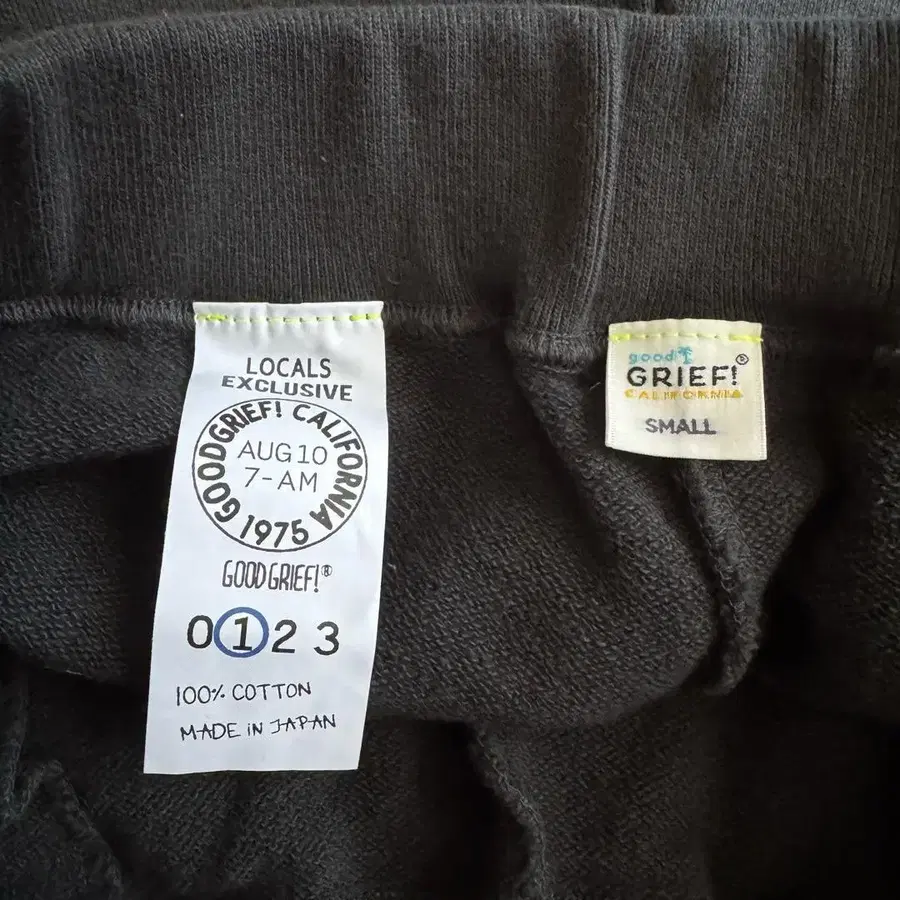 LOCALS
EXCLUSIVE
GOODGRIEF! CALIFORNIA
AUG 10
7-AM
1975
GOOD GRIEF!®
0 1 2 3
100% COTTON
MADE IN JAPAN
good!
GRIEF!®
CALIFORNIA
SMALL